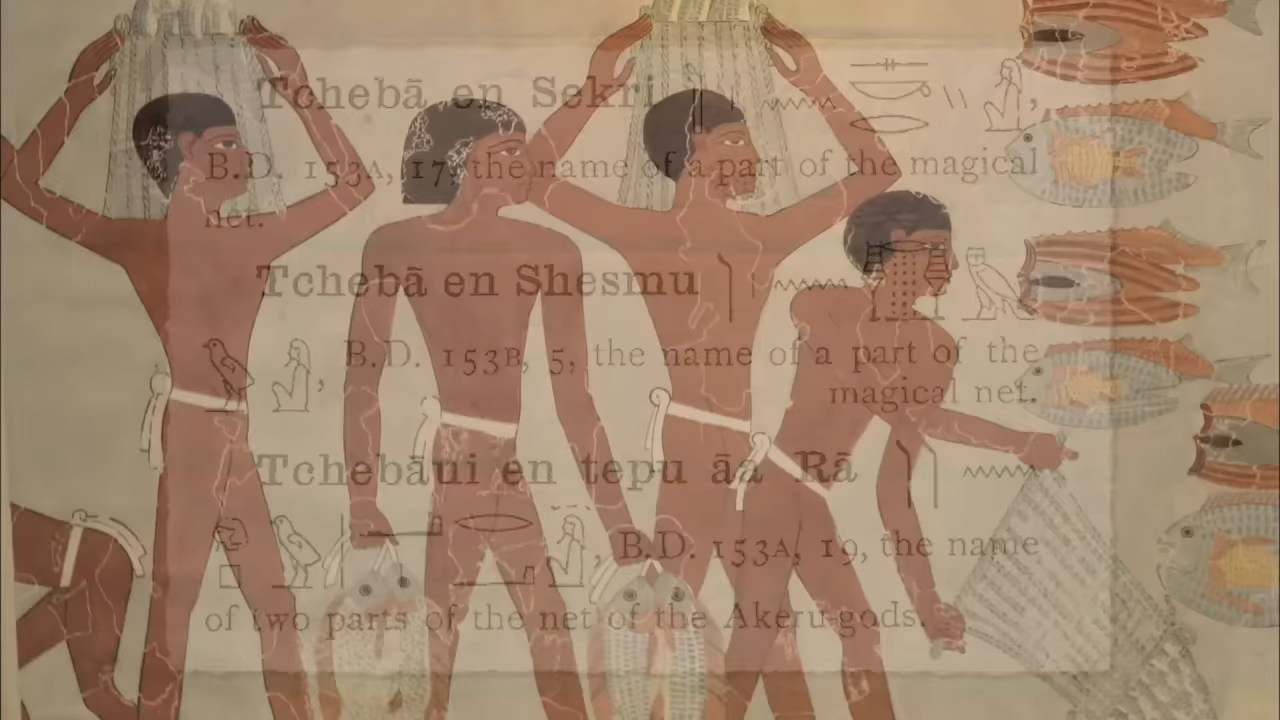 Tchebā en Sekri
B.D. 153A, 17, the name of a part of the magical
net.
Tchebā en Shesmu
B.D. 153B, 5, the name of a part of the
magical net.
Tchebāui en tepu āa Rā
B.D. 153A, 19, the name
of two parts of the net of the Akeru-gods.